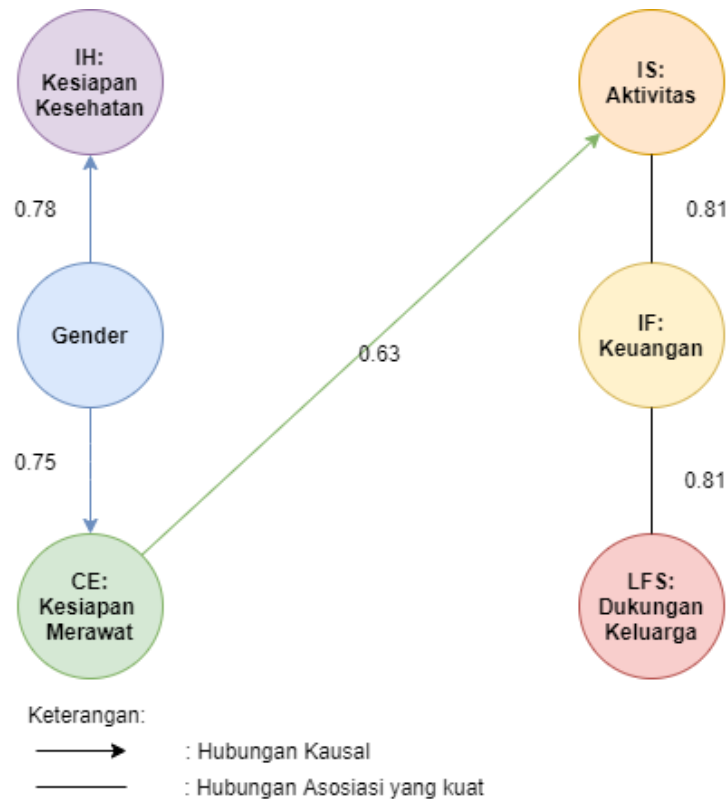 IH:
Kesiapan
Kesehatan
IS:
Aktivitas
0.78
0.81
Gender
IF:
Keuangan
0.63
0.75
0.81
CE:
Kesiapan
Merawat
LFS:
Dukungan
Keluarga
Keterangan:
: Hubungan Kausal
: Hubungan Asosiasi yang kuat